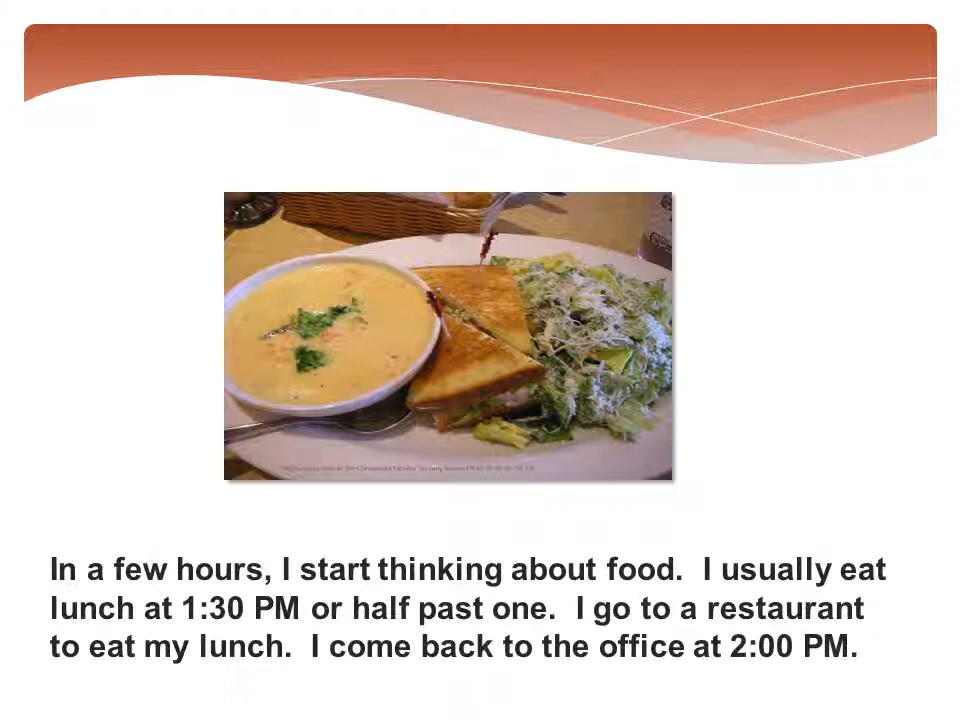 In a few hours, I start thinking about food.  I usually eat
lunch at 1:30 PM or half past one.  I go to a restaurant
to eat my lunch.  I come back to the office at 2:00 PM.